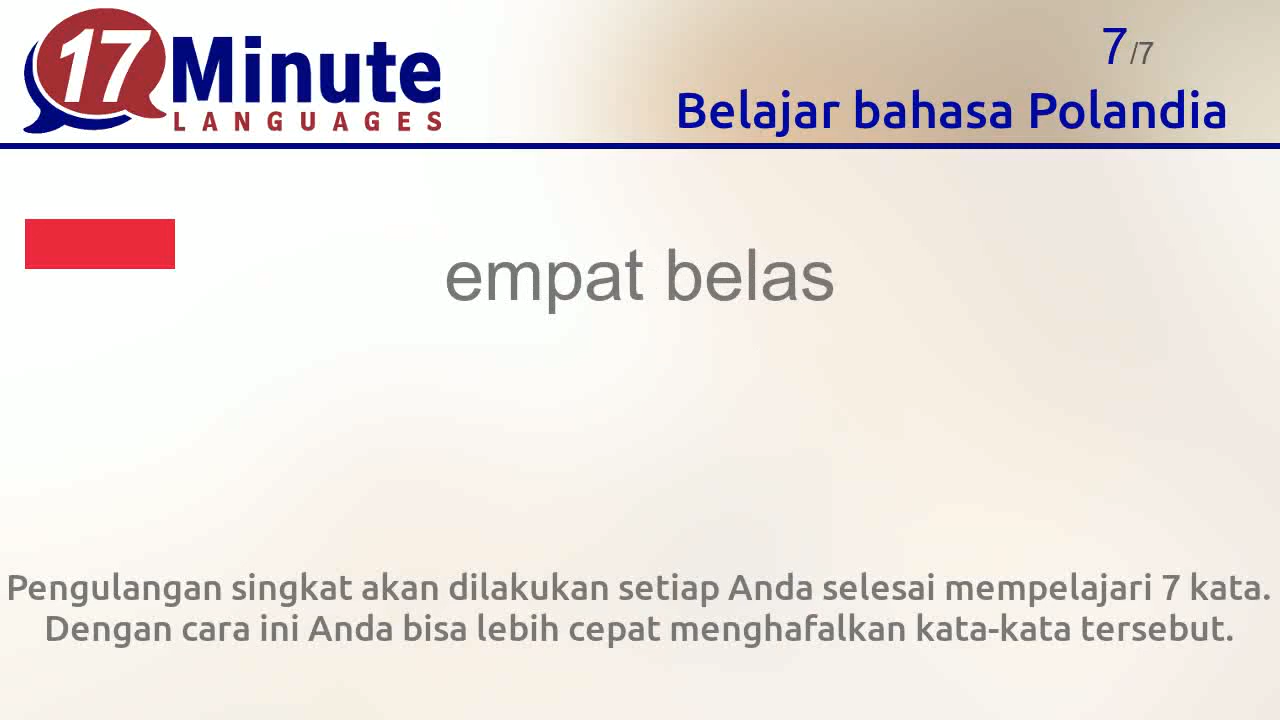 17 Minute
LANGUAGES
7/7
Belajar bahasa Polandia
empat belas
Pengulangan singkat akan dilakukan setiap Anda selesai mempelajari 7 kata.
Dengan cara ini Anda bisa lebih cepat menghafalkan kata-kata tersebut.